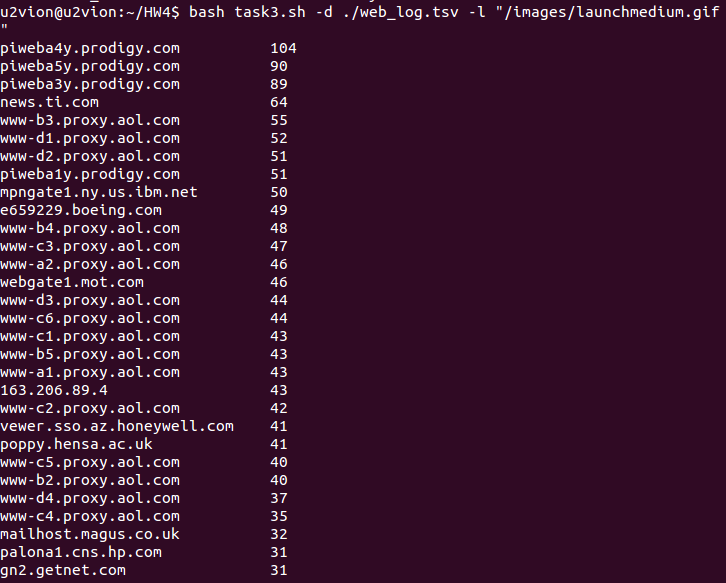 u2vion@u2vion:~/HW4$ bash task3.sh -d ./web_log.tsv -l "/images/launchmedium.gif
"
piweba4y.prodigy.com 104
piweba5y.prodigy.com 90
piweba3y.prodigy.com 89
news.ti.com 64
www-b3.proxy.aol.com 55
www-d1.proxy.aol.com 52
www-d2.proxy.aol.com 51
piweba1y.prodigy.com 51
mpngate1.ny.us.ibm.net 50
e659229.boeing.com 49
www-b4.proxy.aol.com 48
www-c3.proxy.aol.com 47
www-a2.proxy.aol.com 46
webgate1.mot.com 46
www-d3.proxy.aol.com 44
www-c6.proxy.aol.com 44
www-c1.proxy.aol.com 43
www-b5.proxy.aol.com 43
www-a1.proxy.aol.com 43
163.206.89.4 43
www-c2.proxy.aol.com 42
vewer.sso.az.honeywell.com 41
poppy.hensa.ac.uk 41
www-c5.proxy.aol.com 40
www-b2.proxy.aol.com 40
www-d4.proxy.aol.com 37
www-c4.proxy.aol.com 35
mailhost.magus.co.uk 32
palona1.cns.hp.com 31
gn2.getnet.com 31